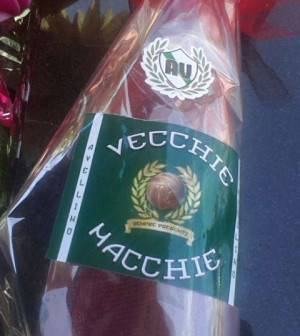 AV
VECCHIE
AVELLINO
SEMPRE PRESENTI
MACCHIE